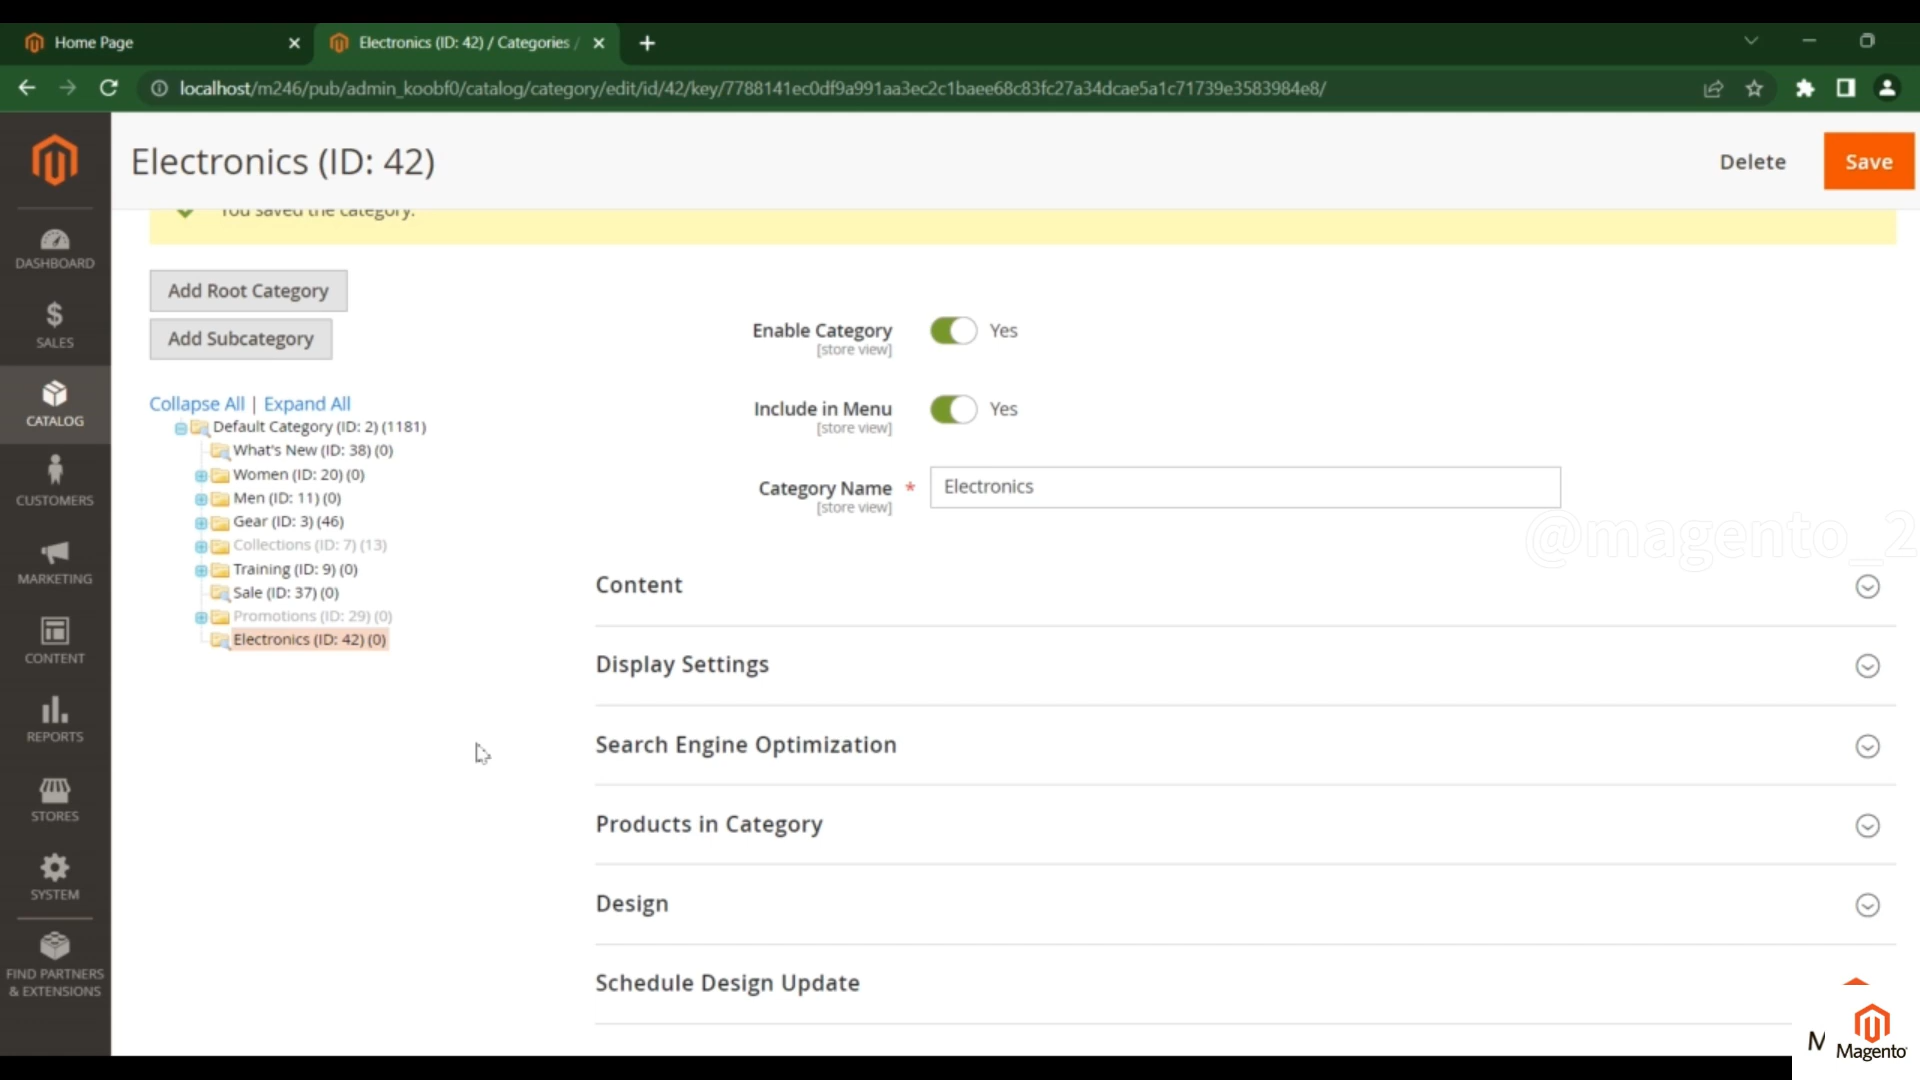 Home Page
Electronics (ID: 42) / Categories /
localhost/m246/pub/admin_koobf0/catalog/category/edit/id/42/key/7788141ec0df9a991aa3ec2c1baee68c83fc27a34dcae5a1c71739e3583984e8/
Electronics (ID: 42)
Delete
Save
You saved the category.
DASHBOARD
SALES
CATALOG
CUSTOMERS
MARKETING
CONTENT
REPORTS
STORES
SYSTEM
FIND PARTNERS
& EXTENSIONS
Add Root Category
Add Subcategory
Collapse All | Expand All
Default Category (ID: 2) (1181)
What's New (ID: 38) (0)
Women (ID: 20) (0)
Men (ID: 11) (0)
Gear (ID: 3) (46)
Collections (ID: 7) (13)
Training (ID: 9) (0)
Sale (ID: 37) (0)
Promotions (ID: 29) (0)
Electronics (ID: 42) (0)
Enable Category
[store view]
Yes
Include in Menu
[store view]
Yes
Category Name *
[store view]
Electronics
@magento_2
Content
Display Settings
Search Engine Optimization
Products in Category
Design
Schedule Design Update
M
Magento